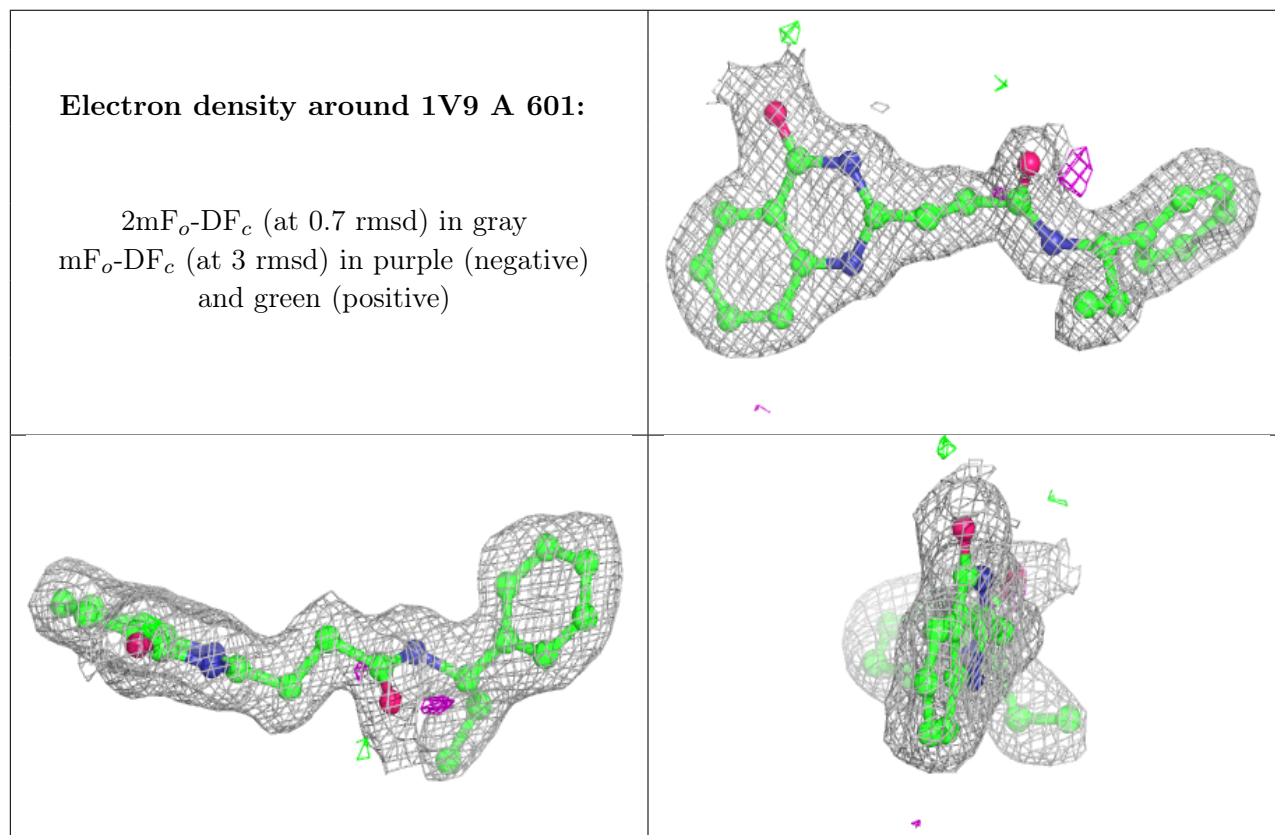 Electron density around 1V9 A 601:
2mFo-DFc (at 0.7 rmsd) in gray
mFo-DFc (at 3 rmsd) in purple (negative)
and green (positive)